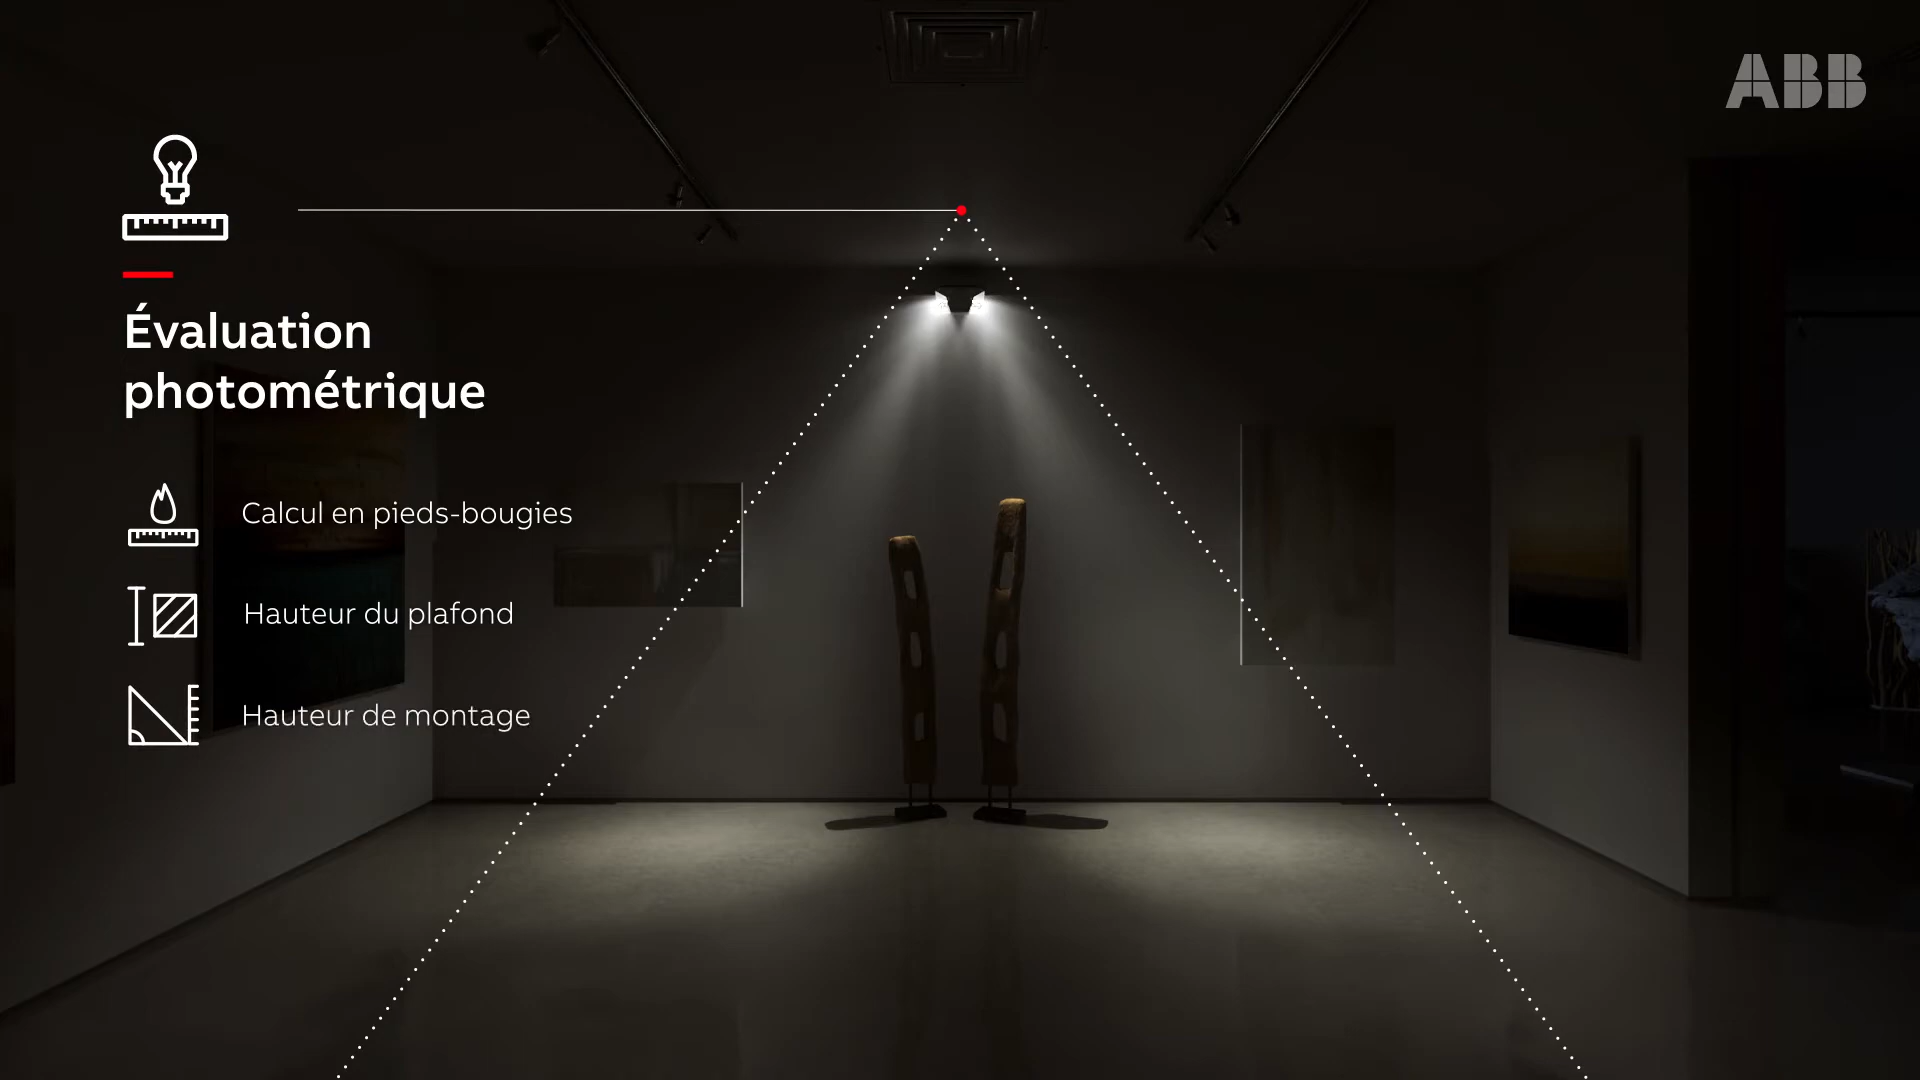 ABB
Évaluation
photométrique
Calcul en pieds-bougies
Hauteur du plafond
Hauteur de montage